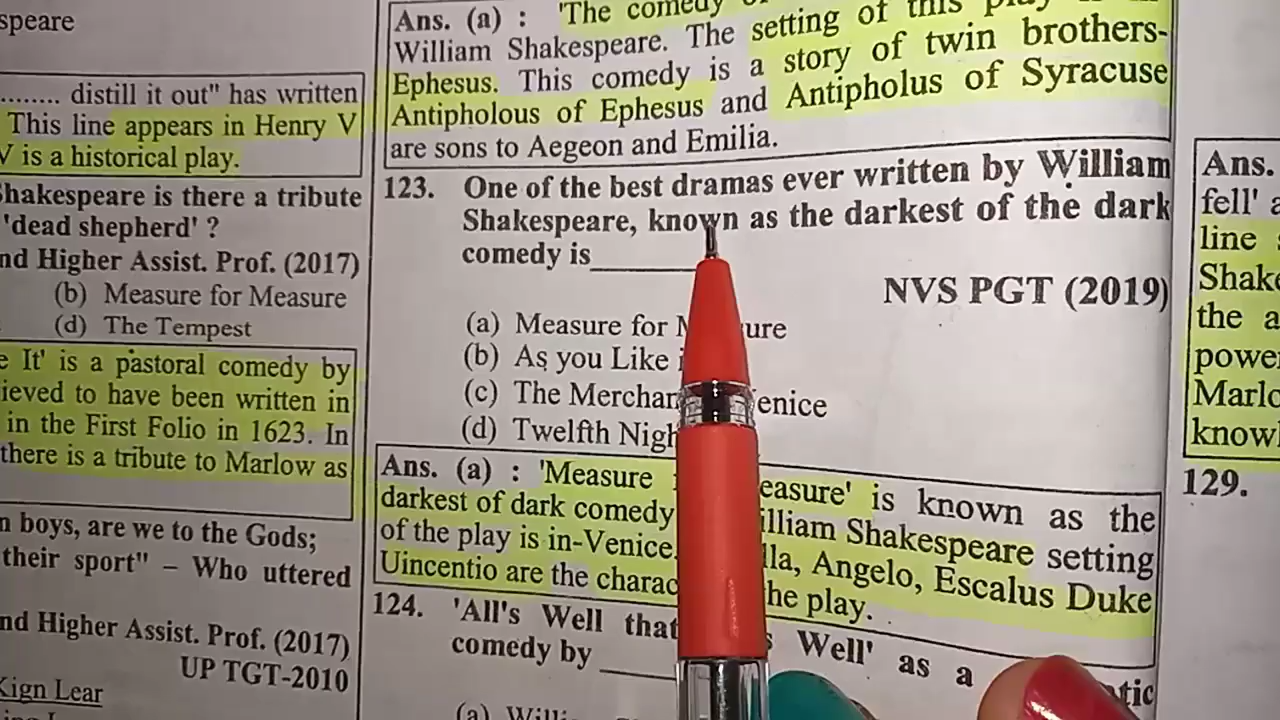 speare
......... distill it out" has written
This line appears in Henry V
V is a historical play.
Shakespeare is there a tribute
'dead shepherd' ?
nd Higher Assist. Prof. (2017)
(b) Measure for Measure
(d) The Tempest
e It' is a pastoral comedy by
ieved to have been written in
in the First Folio in 1623. In
there is a tribute to Marlow as
n boys, are we to the Gods;
their sport" – Who uttered
nd Higher Assist. Prof. (2017)
UP TGT-2010
Kign Lear
Ans. (a) : 'The comedy
William Shakespeare. The setting of this
Ephesus. This comedy is a story of twin brothers-
Antipholous of Ephesus and Antipholus of Syracuse
are sons to Aegeon and Emilia.
123. One of the best dramas ever written by William
Shakespeare, known as the darkest of the dark
comedy is
NVS PGT (2019)
(a) Measure for M ure
(b) As you Like i
(c) The Merchan enice
(d) Twelfth Nigh
Ans. (a) : 'Measure easure' is known as the
darkest of dark comedy illiam Shakespeare setting
of the play is in-Venice. lla, Angelo, Escalus Duke
Uincentio are the charac he play.
124. 'All's Well that s Well' as a tic
comedy by
(a) Willi
Ans.
fell' a
line
Shake
the a
power
Marlo
knowl
129.